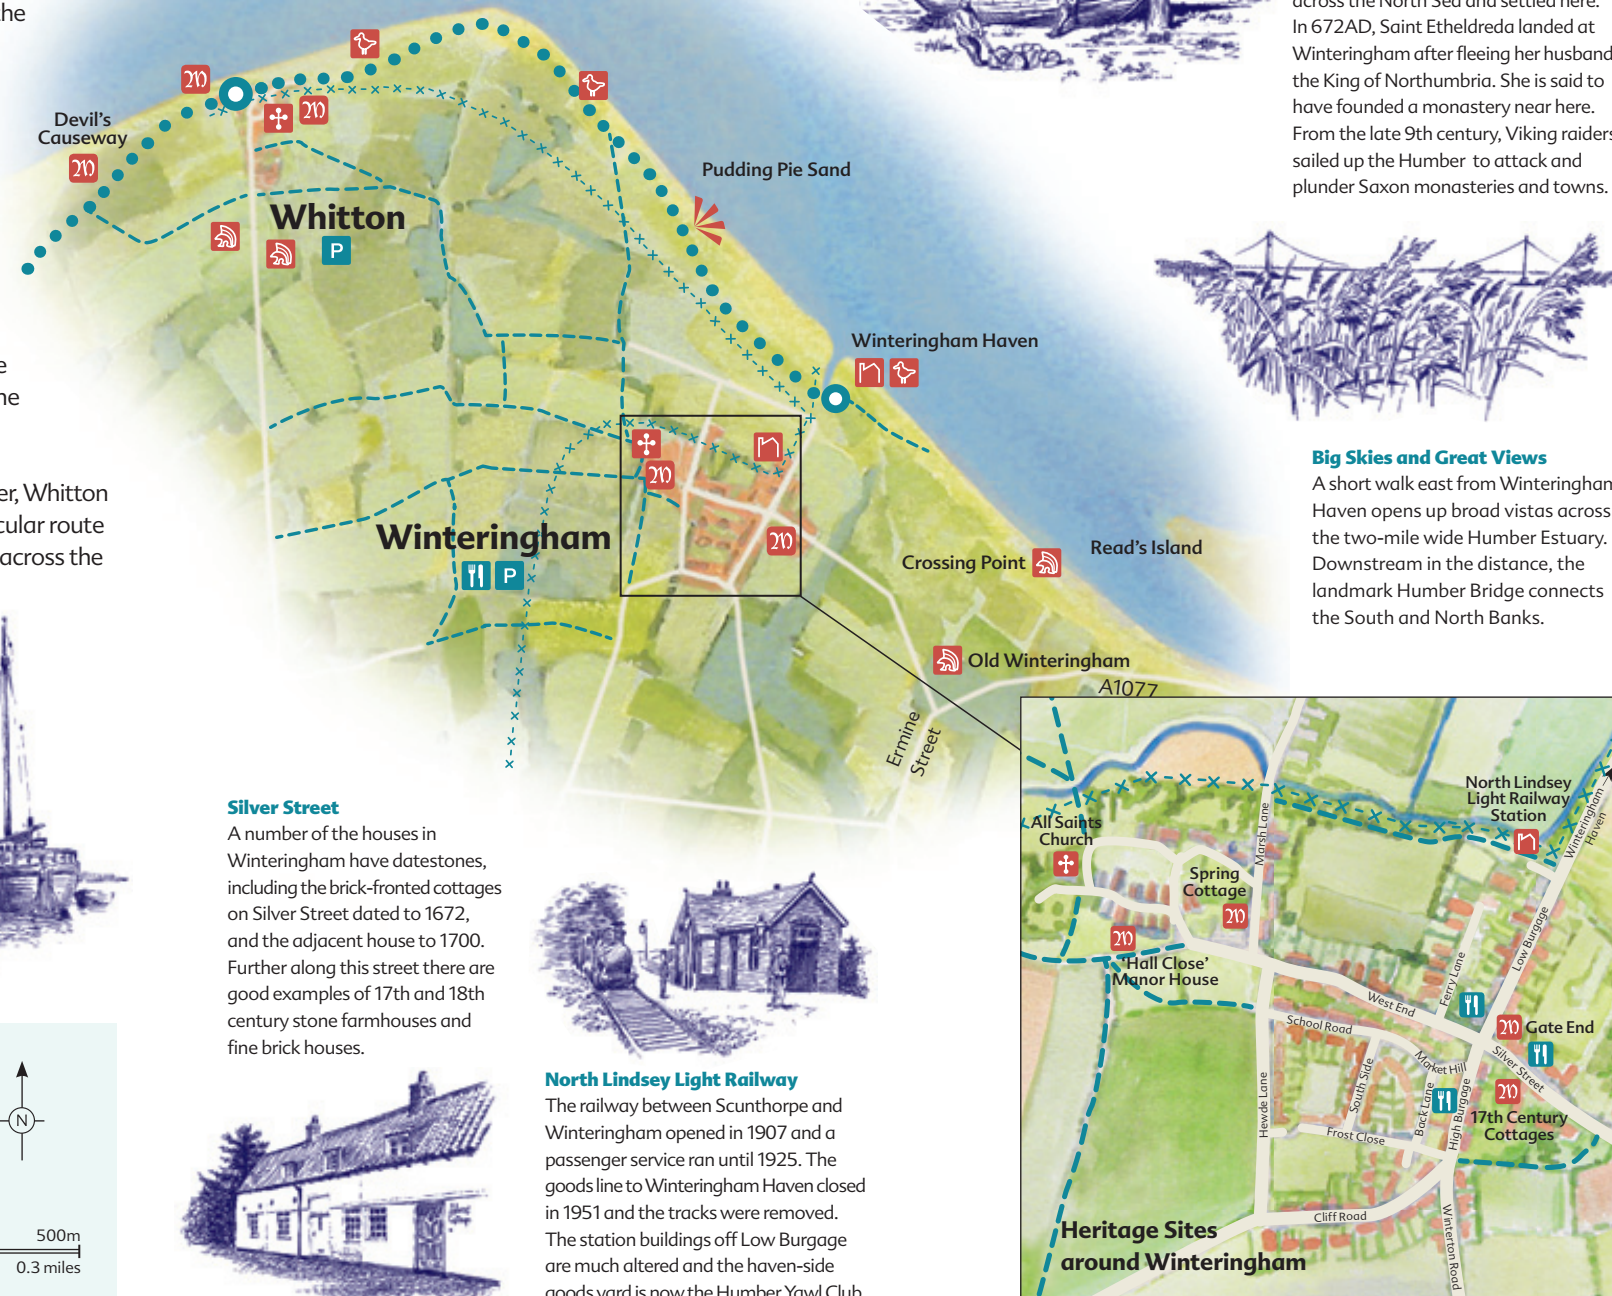 the
across the North Sea and settled here.
In 672AD, Saint Etheldreda landed at
Winteringham after fleeing her husband
the King of Northumbria. She is said to
have founded a monastery near here.
From the late 9th century, Viking raiders
sailed up the Humber to attack and
plunder Saxon monasteries and towns.
Devil's
Causeway
Whitton
P
Pudding Pie Sand
Winteringham Haven
er, Whitton
cular route
across the
Winteringham
P
Crossing Point
Read's Island
Old Winteringham
A1077
Ermine
Street
Big Skies and Great Views
A short walk east from Winteringham
Haven opens up broad vistas across
the two-mile wide Humber Estuary.
Downstream in the distance, the
landmark Humber Bridge connects
the South and North Banks.
Silver Street
A number of the houses in
Winteringham have datestones,
including the brick-fronted cottages
on Silver Street dated to 1672,
and the adjacent house to 1700.
Further along this street there are
good examples of 17th and 18th
century stone farmhouses and
fine brick houses.
North Lindsey Light Railway
The railway between Scunthorpe and
Winteringham opened in 1907 and a
passenger service ran until 1925. The
goods line to Winteringham Haven closed
in 1951 and the tracks were removed.
The station buildings off Low Burgage
are much altered and the haven-side
goods yard is now the Humber Yawl Club
N
500m
0.3 miles
North Lindsey
Light Railway
Station
Winteringham
Haven
All Saints
Church
Marsh Lane
Spring
Cottage
'Hall Close'
Manor House
Low Burgage
Ferry Lane
West End
School Road
Gate End
Silver Street
Market Hill
South Side
Back Lane
High Burgage
17th Century
Cottages
Hewde Lane
Frost Close
Cliff Road
Winterton Road
Heritage Sites
around Winteringham